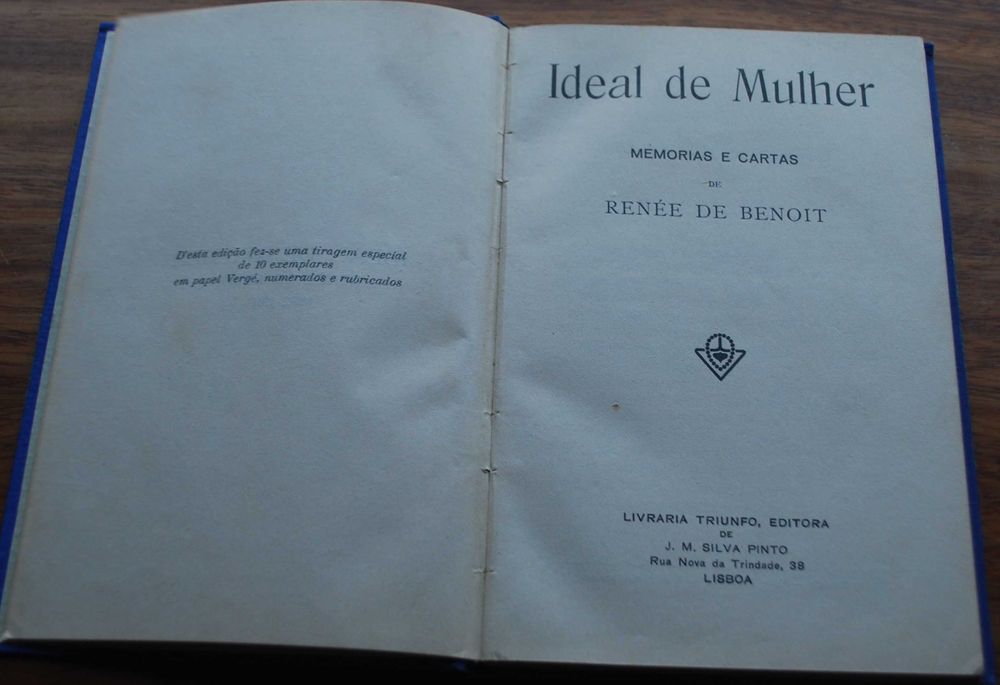 D'esta edição fez-se uma tiragem especial
de 10 exemplares
em papel Vergé, numerados e rubricados
Ideal de Mulher
MEMORIAS E CARTAS
DE
RENÉE DE BENOIT
LIVRARIA TRIUNFO, EDITORA
DE
J. M. SILVA PINTO
Rua Nova da Trindade, 38
LISBOA